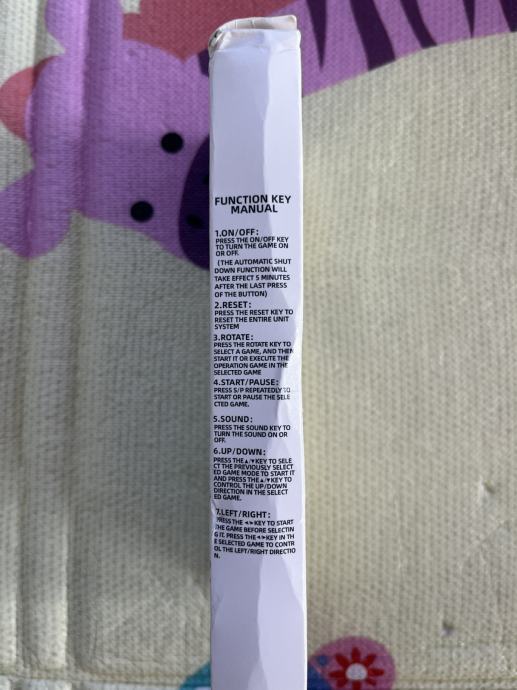 FUNCTION KEY
MANUAL
1.ON/OFF:
PRESS THE ON/OFF KEY
TO TURN THE GAME ON
OR OFF.
(THE AUTOMATIC SHUT
DOWN FUNCTION WILL
TAKE EFFECT 5 MINUTES
AFTER THE LAST PRESS
OF THE BUTTON)
2.RESET:
PRESS THE RESET KEY TO
RESET THE ENTIRE UNIT
SYSTEM
3.ROTATE:
PRESS THE ROTATE KEY TO
SELECT A GAME, AND THEN
START IT OR EXECUTE THE
OPERATION GAME IN THE
SELECTED GAME
4.START/PAUSE:
PRESS S/P REPEATEDLY TO
START OR PAUSE THE SELE
CTED GAME.
5.SOUND:
PRESS THE SOUND KEY TO
TURN THE SOUND ON OR
OFF.
6.UP/DOWN:
PRESS THE▲/▼KEY TO SELE
CT THE PREVIOUSLY SELECT
ED GAME MODE TO START IT
AND PRESS THE▲/▼KEY TO
CONTROL THE UP/DOWN
DIRECTION IN THE SELECT
ED GAME.
7.LEFT/RIGHT:
PRESS THE ◄►KEY TO START
THE GAME BEFORE SELECTIN
G IT. PRESS THE◄►KEY IN TH
E SELECTED GAME TO CONTR
OL THE LEFT/RIGHT DIRECTIO
N.